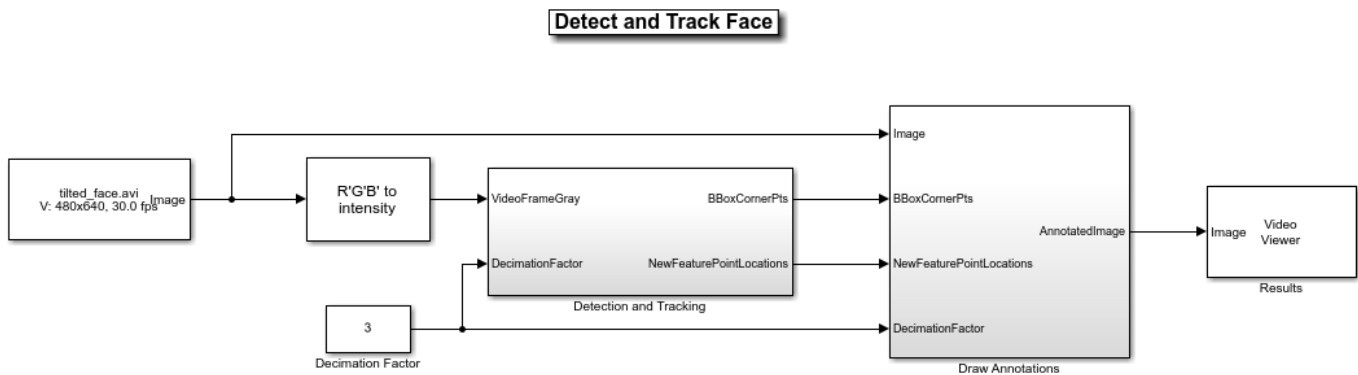 Detect and Track Face
tilted_face.avi
V: 480x640, 30.0 fps
Image
R'G'B' to
intensity
VideoFrameGray
DecimationFactor
BBoxCornerPts
NewFeaturePointLocations
Detection and Tracking
3
Decimation Factor
Image
BBoxCornerPts
NewFeaturePointLocations
DecimationFactor
AnnotatedImage
Draw Annotations
Image
Video
Viewer
Results